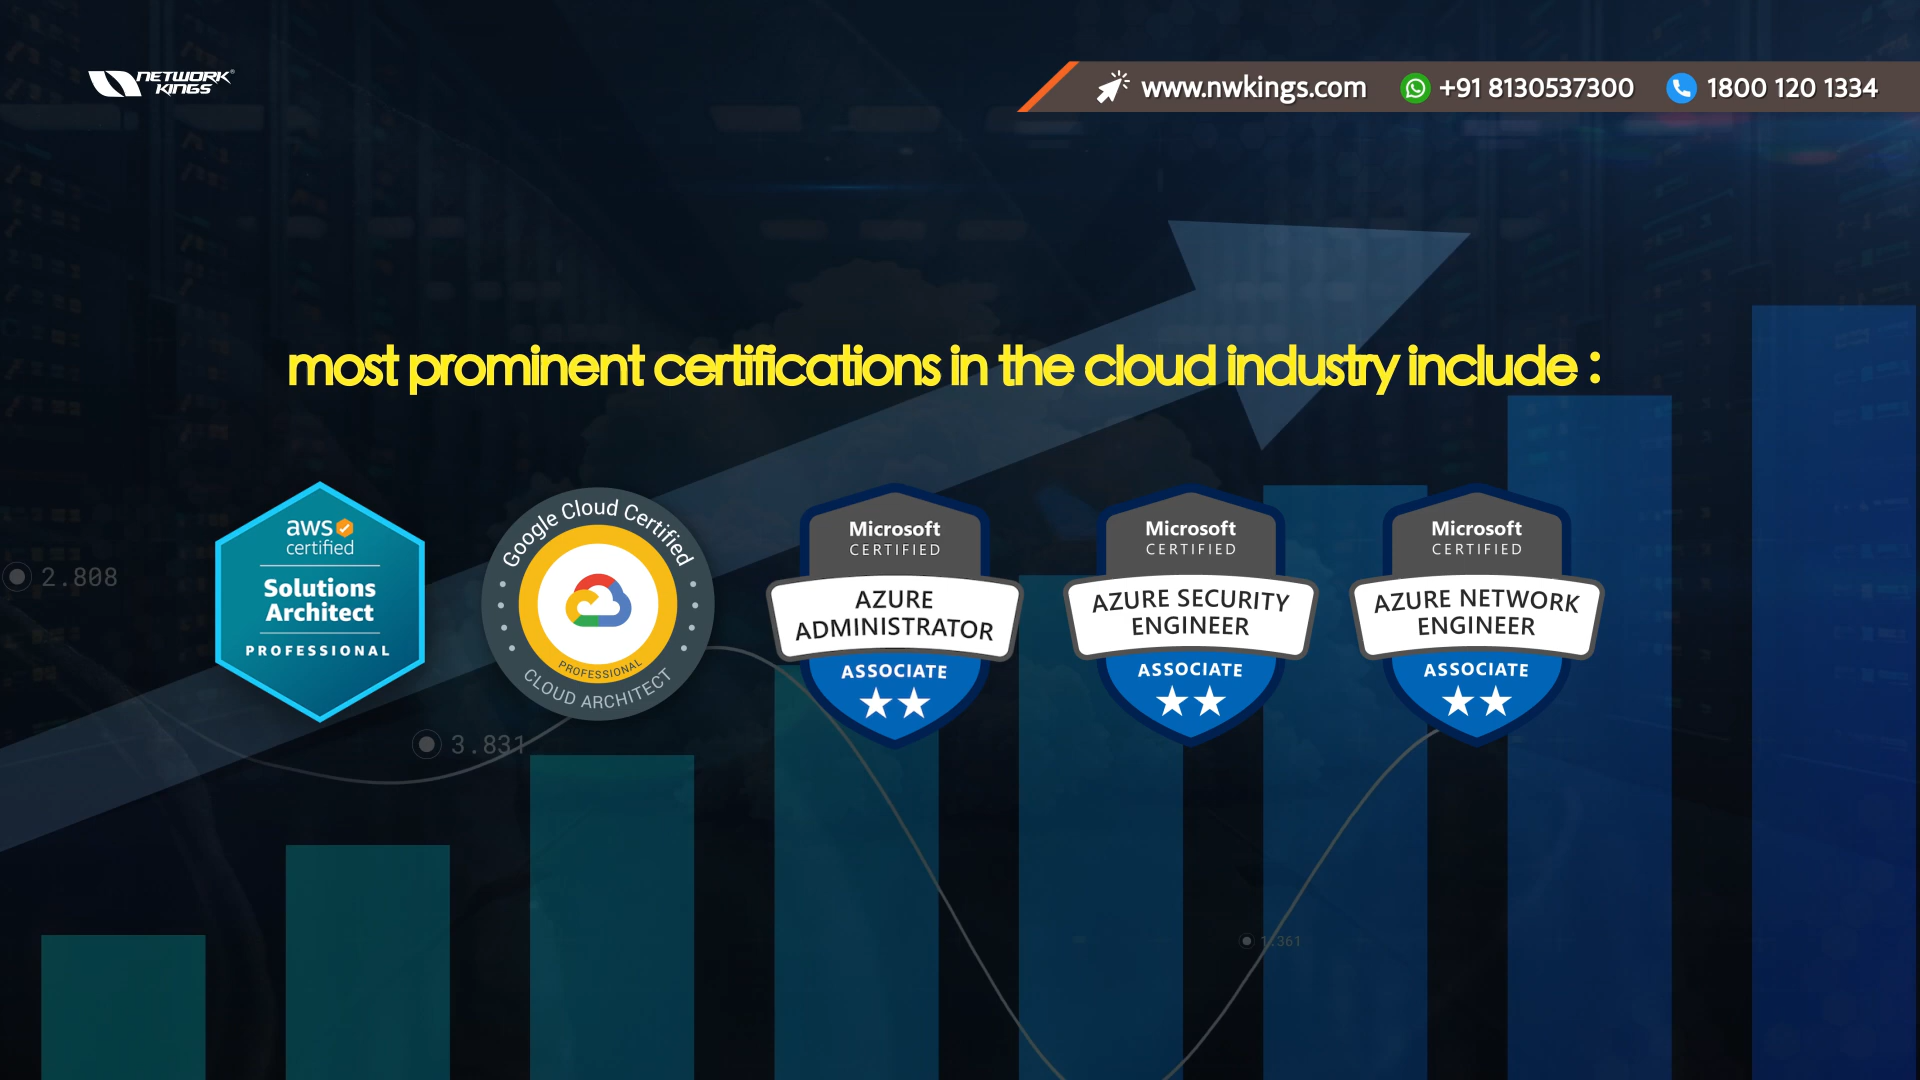 NETWORK
KINGS
www.nwkings.com +91 8130537300 1800 120 1334
most prominent certifications in the cloud industry include :
aws
certified
Solutions
Architect
PROFESSIONAL
Google Cloud Certified
PROFESSIONAL
CLOUD ARCHITECT
Microsoft
CERTIFIED
AZURE
ADMINISTRATOR
ASSOCIATE
Microsoft
CERTIFIED
AZURE SECURITY
ENGINEER
ASSOCIATE
Microsoft
CERTIFIED
AZURE NETWORK
ENGINEER
ASSOCIATE
2.808
3.831
1.361